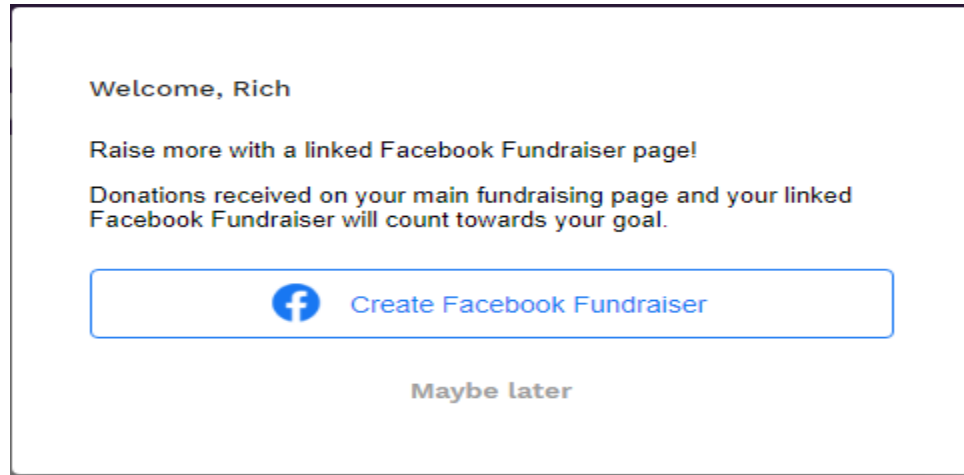 Welcome, Rich
Raise more with a linked Facebook Fundraiser page!
Donations received on your main fundraising page and your linked
Facebook Fundraiser will count towards your goal.
Create Facebook Fundraiser
Maybe later